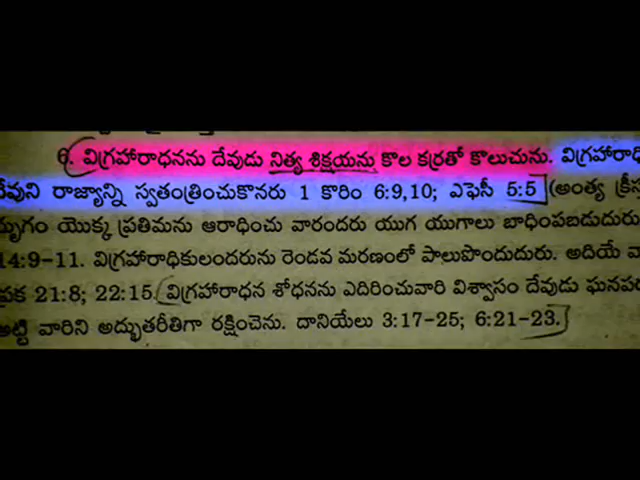 6. విగ్రహారాధనను దేవుడు నిత్య శిక్షయను కొల కర్రతో కొలుచును. విగ్రహారాధి
దేవుని రాజ్యాన్ని స్వతంత్రించుకొనరు 1 కొరిం 6:9,10; ఎఫెసీ 5:5 (అంత్య క్రీస్తు
మృగం యొక్క ప్రతిమను ఆరాధించు వారందరు యుగ యుగాలు బాధింపబడుదురు
14:9-11. విగ్రహారాధికులందరును రెండవ మరణంలో పాలుపొందుదురు. అదియే
ప్రక 21:8; 22:15. విగ్రహారాధన శోధనను ఎదిరించువారి విశ్వాసం దేవుడు ఘనపర
అట్టి వారిని అద్భుతరీతిగా రక్షించెను. దానియేలు 3:17-25; 6:21-23.